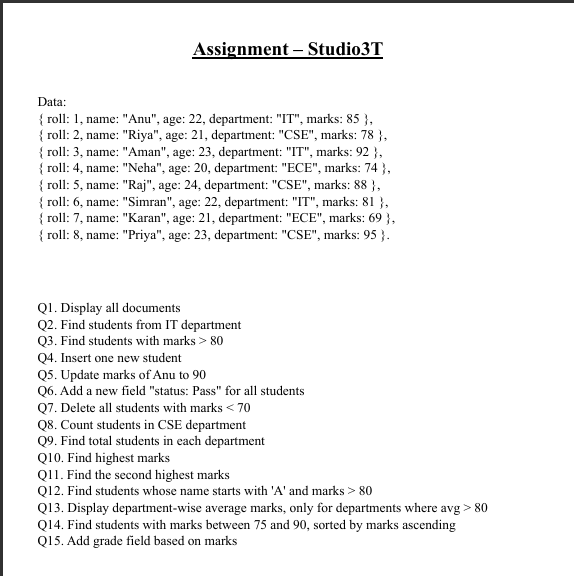 Assignment – Studio3T
Data:
{ roll: 1, name: "Anu", age: 22, department: "IT", marks: 85 },
{ roll: 2, name: "Riya", age: 21, department: "CSE", marks: 78 },
{ roll: 3, name: "Aman", age: 23, department: "IT", marks: 92 },
{ roll: 4, name: "Neha", age: 20, department: "ECE", marks: 74 },
{ roll: 5, name: "Raj", age: 24, department: "CSE", marks: 88 },
{ roll: 6, name: "Simran", age: 22, department: "IT", marks: 81 },
{ roll: 7, name: "Karan", age: 21, department: "ECE", marks: 69 },
{ roll: 8, name: "Priya", age: 23, department: "CSE", marks: 95 }.
Q1. Display all documents
Q2. Find students from IT department
Q3. Find students with marks > 80
Q4. Insert one new student
Q5. Update marks of Anu to 90
Q6. Add a new field "status: Pass" for all students
Q7. Delete all students with marks < 70
Q8. Count students in CSE department
Q9. Find total students in each department
Q10. Find highest marks
Q11. Find the second highest marks
Q12. Find students whose name starts with 'A' and marks > 80
Q13. Display department-wise average marks, only for departments where avg > 80
Q14. Find students with marks between 75 and 90, sorted by marks ascending
Q15. Add grade field based on marks